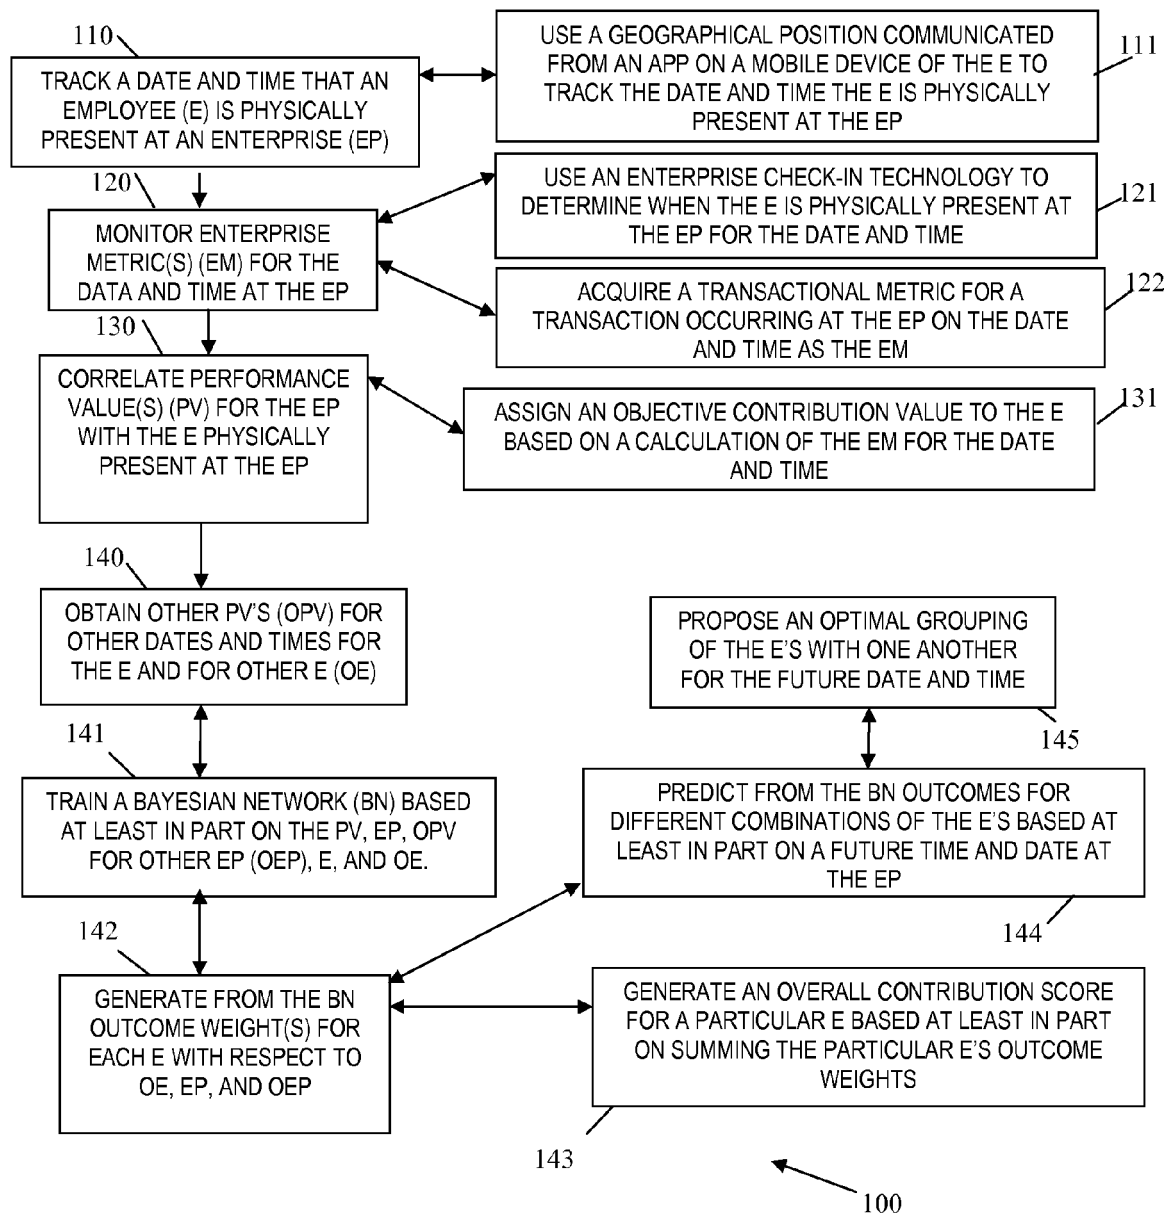 110
TRACK A DATE AND TIME THAT AN
EMPLOYEE (E) IS PHYSICALLY
PRESENT AT AN ENTERPRISE (EP)
USE A GEOGRAPHICAL POSITION COMMUNICATED
FROM AN APP ON A MOBILE DEVICE OF THE E TO
TRACK THE DATE AND TIME THE E IS PHYSICALLY
PRESENT AT THE EP
111
120
MONITOR ENTERPRISE
METRIC(S) (EM) FOR THE
DATA AND TIME AT THE EP
USE AN ENTERPRISE CHECK-IN TECHNOLOGY TO
DETERMINE WHEN THE E IS PHYSICALLY PRESENT AT
THE EP FOR THE DATE AND TIME
121
ACQUIRE A TRANSACTIONAL METRIC FOR A
TRANSACTION OCCURRING AT THE EP ON THE DATE
AND TIME AS THE EM
122
130
CORRELATE PERFORMANCE
VALUE(S) (PV) FOR THE EP
WITH THE E PHYSICALLY
PRESENT AT THE EP
ASSIGN AN OBJECTIVE CONTRIBUTION VALUE TO THE E
BASED ON A CALCULATION OF THE EM FOR THE DATE
AND TIME
131
140
OBTAIN OTHER PV'S (OPV) FOR
OTHER DATES AND TIMES FOR
THE E AND FOR OTHER E (OE)
PROPOSE AN OPTIMAL GROUPING
OF THE E'S WITH ONE ANOTHER
FOR THE FUTURE DATE AND TIME
145
141
TRAIN A BAYESIAN NETWORK (BN) BASED
AT LEAST IN PART ON THE PV, EP, OPV
FOR OTHER EP (OEP), E, AND OE.
PREDICT FROM THE BN OUTCOMES FOR
DIFFERENT COMBINATIONS OF THE E'S BASED AT
LEAST IN PART ON A FUTURE TIME AND DATE AT
THE EP
144
142
GENERATE FROM THE BN
OUTCOME WEIGHT(S) FOR
EACH E WITH RESPECT TO
OE, EP, AND OEP
GENERATE AN OVERALL CONTRIBUTION SCORE
FOR A PARTICULAR E BASED AT LEAST IN PART
ON SUMMING THE PARTICULAR E'S OUTCOME
WEIGHTS
143
100